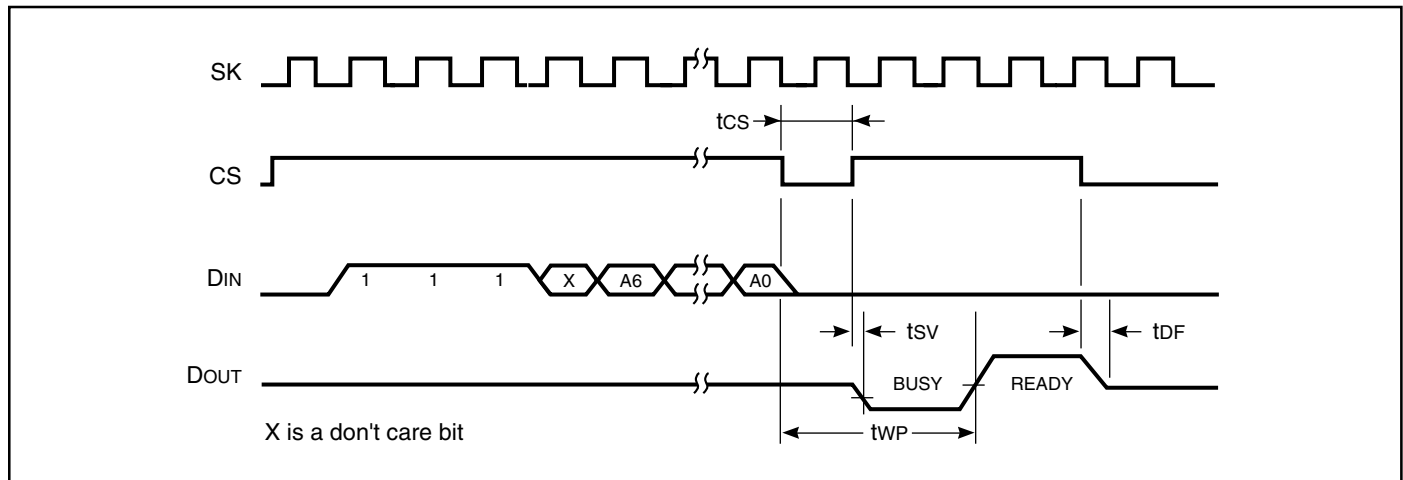 SK
tCS
CS
DIN 1 1 1 X A6 A0
tSV tDF
DOUT BUSY READY
X is a don't care bit tWP